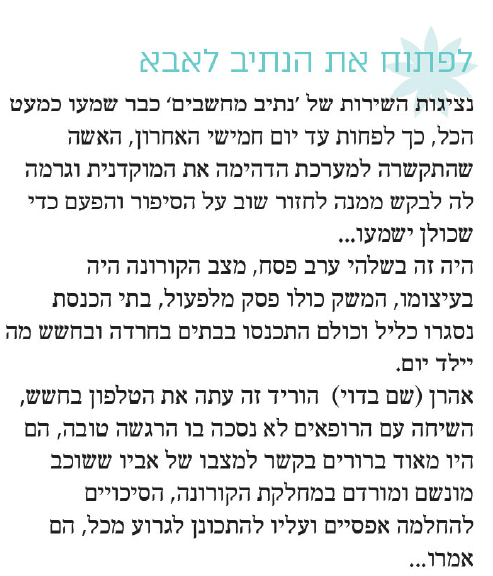 לפתוח את הנתיב לאבא
נציגות השירות של 'נתיב מחשבים' כבר שמעו כמעט
הכל, כך לפחות עד יום חמישי האחרון, האשה
שהתקשרה למערכת הדהימה את המוקדנית וגרמה
לה לבקש ממנה לחזור שוב על הסיפור והפעם כדי
שכולן ישמעו...
היה זה בשלהי ערב פסח, מצב הקורונה היה
בעיצומו, המשק כולו פסק מלפעול, בתי הכנסת
נסגרו כליל וכולם התכנסו בבתים בחרדה ובחשש מה
יילד יום.
אהרן (שם בדוי) הוריד זה עתה את הטלפון בחשש,
השיחה עם הרופאים לא נסכה בו הרגשה טובה, הם
היו מאוד ברורים בקשר למצבו של אביו ששוכב
מונשם ומורדם במחלקת הקורונה, הסיכויים
להחלמה אפסיים ועליו להתכונן לגרוע מכל, הם
אמרו...